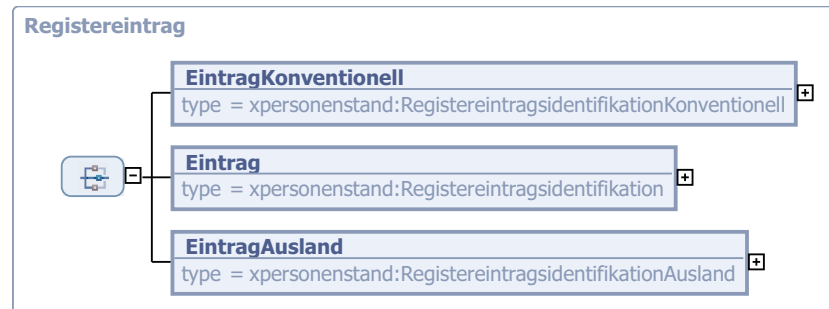 Registereintrag
EintragKonventionell
type = xpersonenstand:RegistereintragsidentifikationKonventionell
Eintrag
type = xpersonenstand:Registereintragsidentifikation
EintragAusland
type = xpersonenstand:RegistereintragsidentifikationAusland